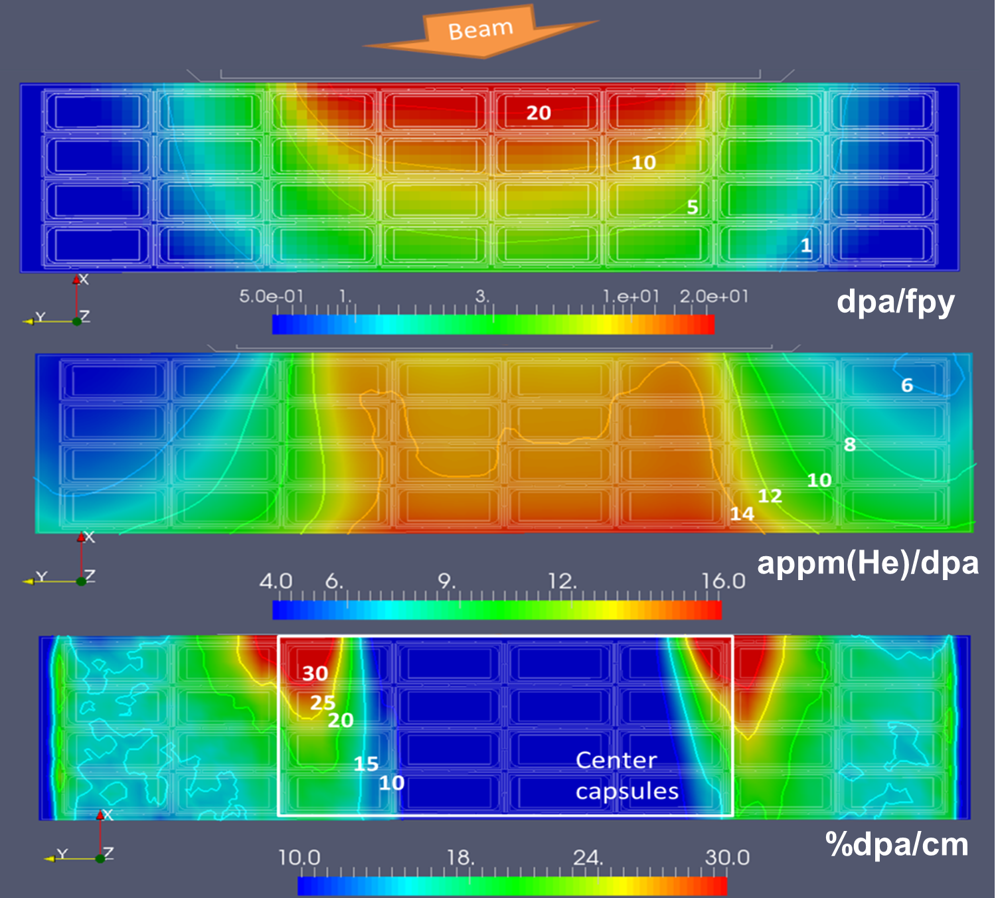 Beam
20
10
5
1
X
Y Z
5.0e-01 1. 3. 1.e+01 2.0e+01
dpa/fpy
6
8
10
12
14
X
Y Z
appm(He)/dpa
4.0 6. 9. 12. 16.0
30
25
20
15
10
Center
capsules
X
Y Z
%dpa/cm
10.0 18. 24. 30.0